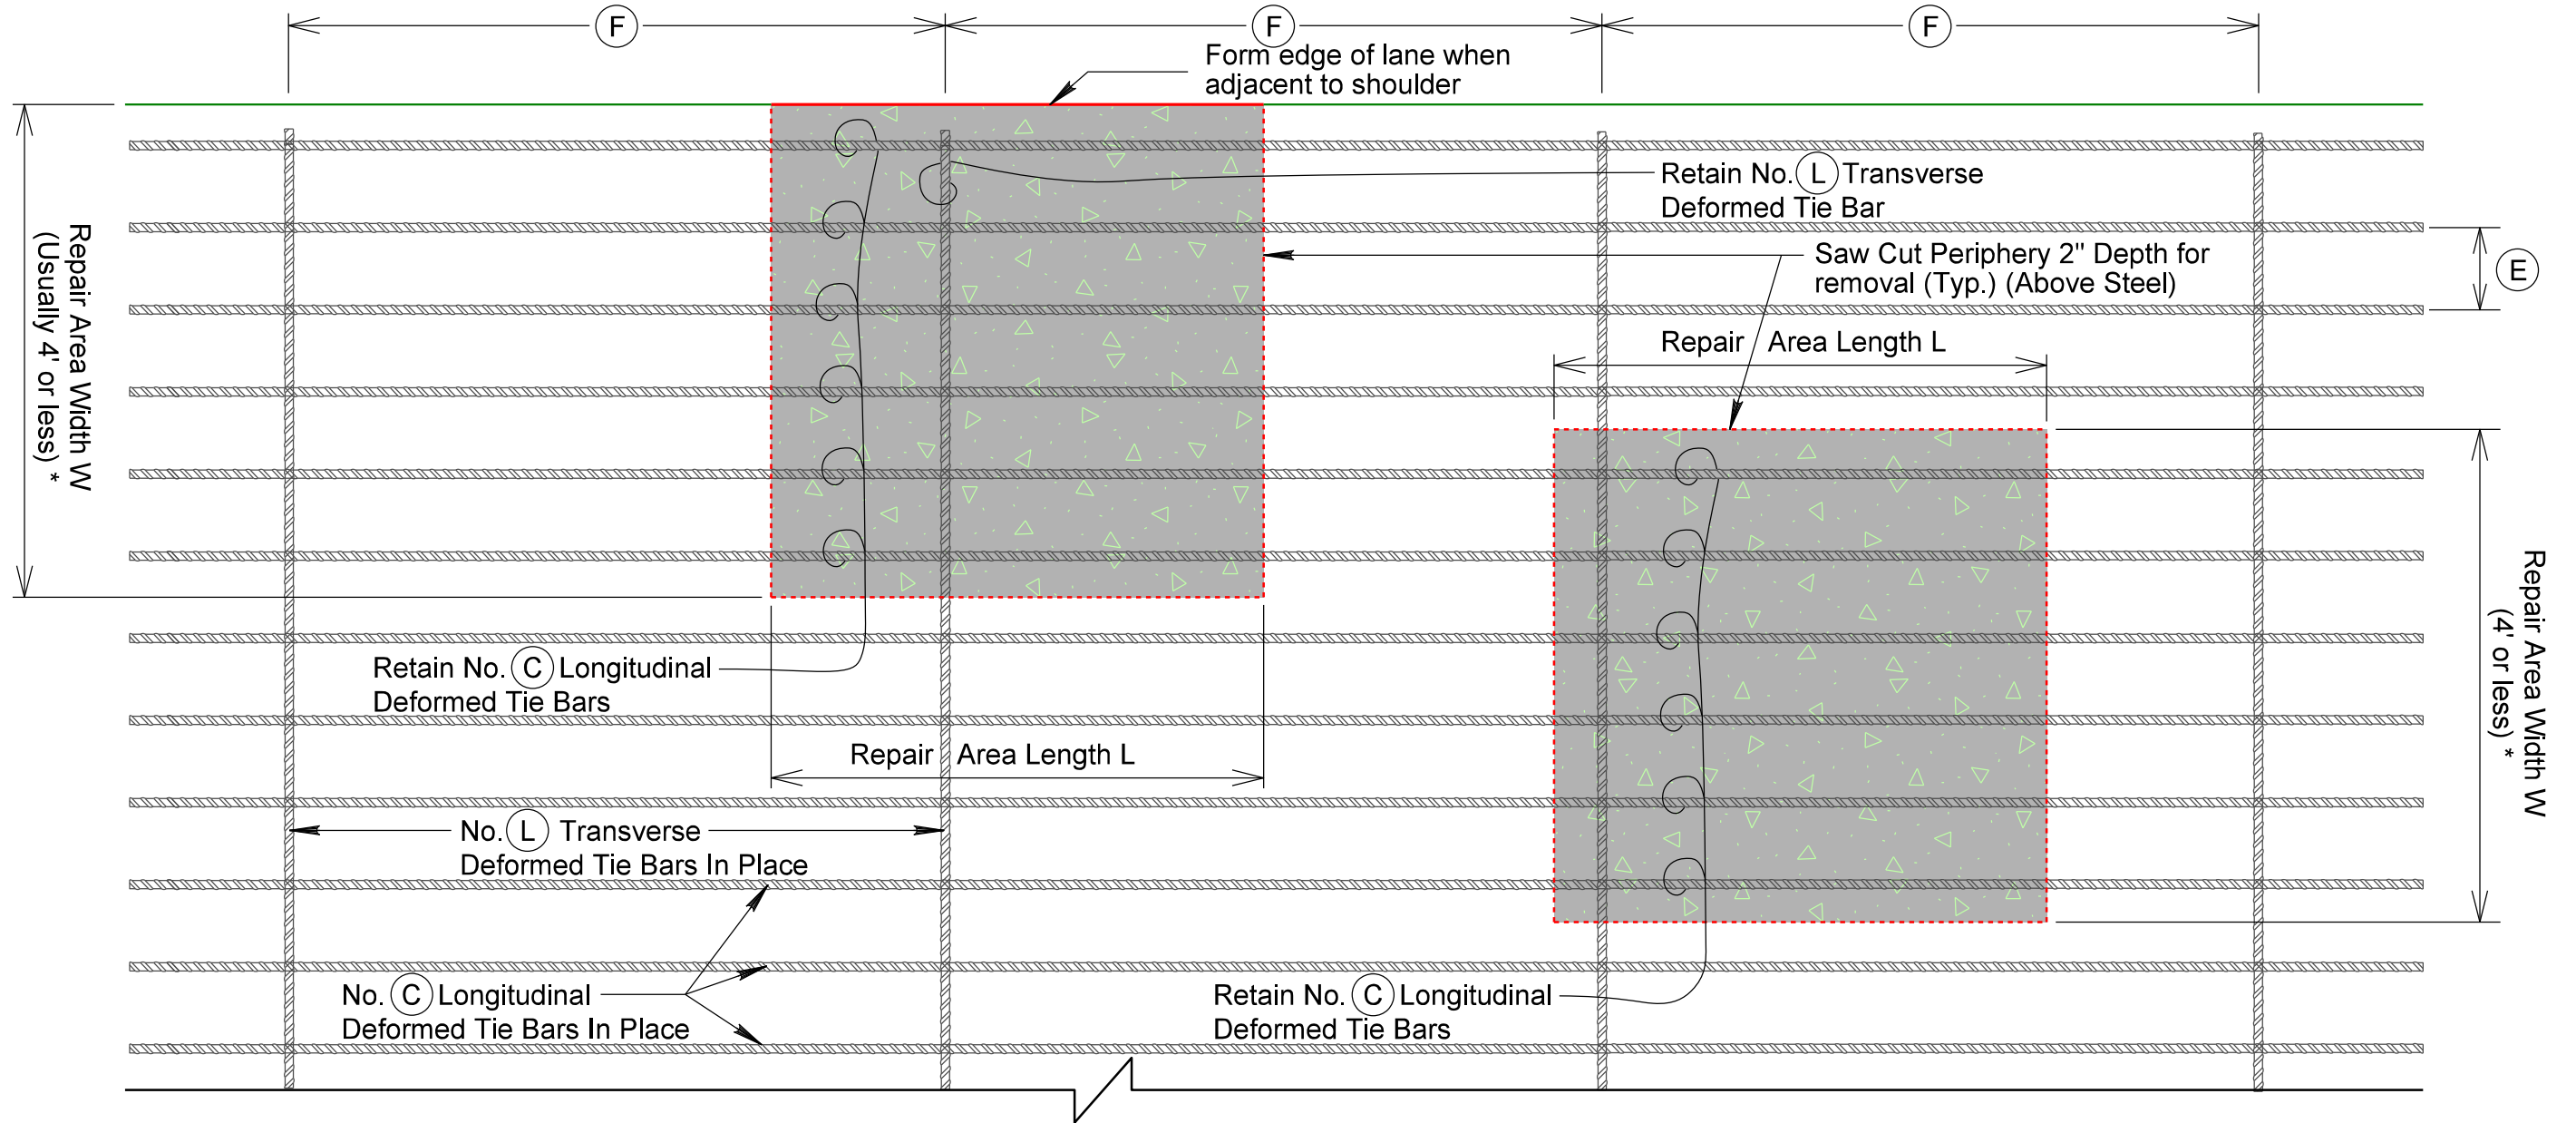 F
F
F
Form edge of lane when
adjacent to shoulder
Retain No. L Transverse
Deformed Tie Bar
Saw Cut Periphery 2" Depth for
removal (Typ.) (Above Steel)
E
Repair Area Width W
(Usually 4' or less) *
Repair Area Length L
Repair Area Width W
(4' or less) *
Retain No. C Longitudinal
Deformed Tie Bars
Repair Area Length L
No. L Transverse
Deformed Tie Bars In Place
No. C Longitudinal
Deformed Tie Bars In Place
Retain No. C Longitudinal
Deformed Tie Bars